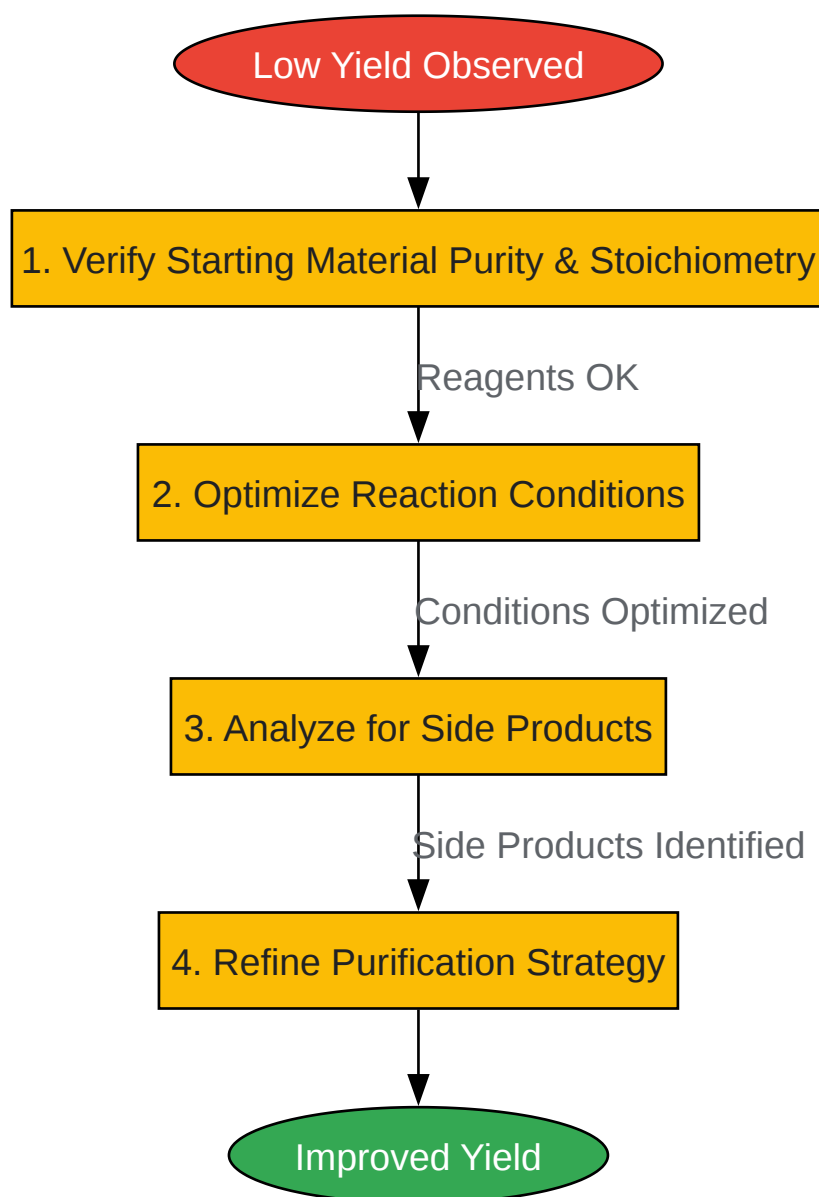 Low Yield Observed
1. Verify Starting Material Purity & Stoichiometry
Reagents OK
2. Optimize Reaction Conditions
Conditions Optimized
3. Analyze for Side Products
Side Products Identified
4. Refine Purification Strategy
Improved Yield